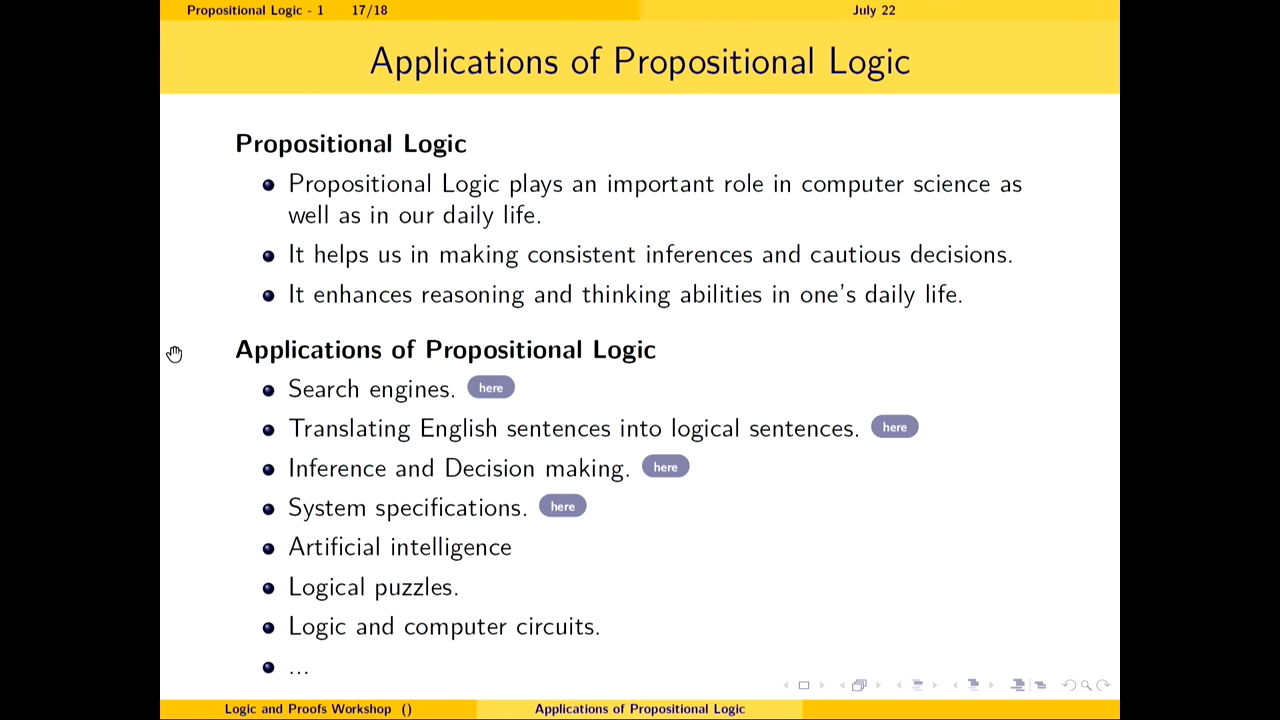 Propositional Logic - 1 17/18 July 22
Applications of Propositional Logic
Propositional Logic
Propositional Logic plays an important role in computer science as
well as in our daily life.
It helps us in making consistent inferences and cautious decisions.
It enhances reasoning and thinking abilities in one's daily life.
Applications of Propositional Logic
Search engines. here
Translating English sentences into logical sentences. here
Inference and Decision making. here
System specifications. here
Artificial intelligence
Logical puzzles.
Logic and computer circuits.
...
Logic and Proofs Workshop () Applications of Propositional Logic